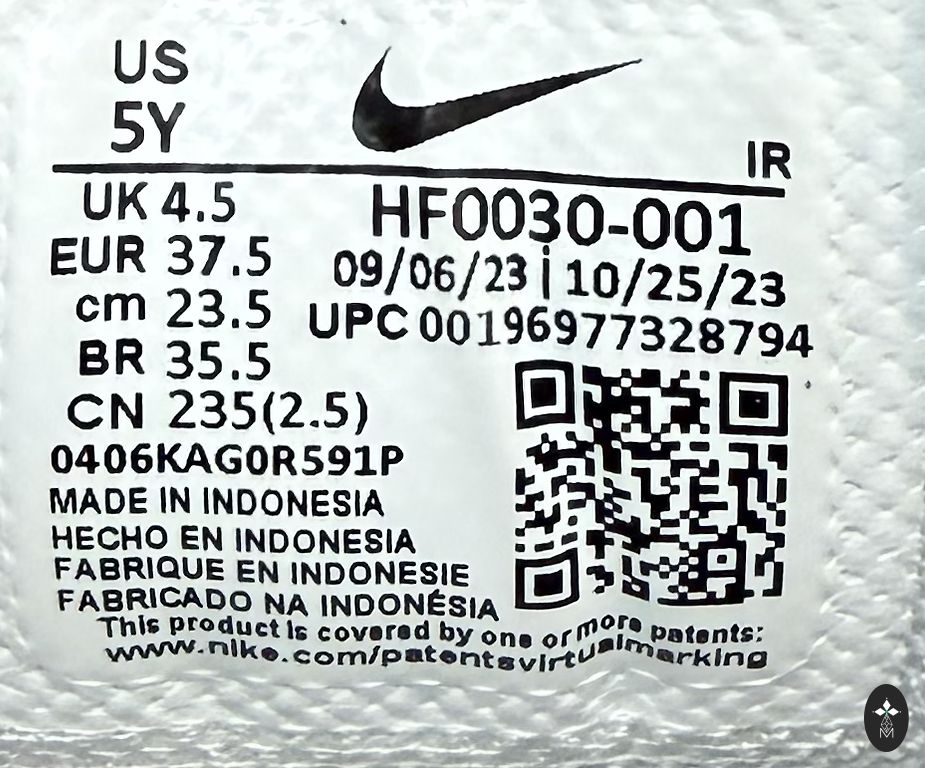 US
5Y
IR
UK 4.5
EUR 37.5
cm 23.5
BR 35.5
CN 235(2.5)
HF0030-001
09/06/23 | 10/25/23
UPC 00196977328794
0406KAG0R591P
MADE IN INDONESIA
HECHO EN INDONESIA
FABRIQUE EN INDONESIE
FABRICADO NA INDONÉSIA
This product is covered by one or more patents:
www.nike.com/patentsvirtualmarking
M